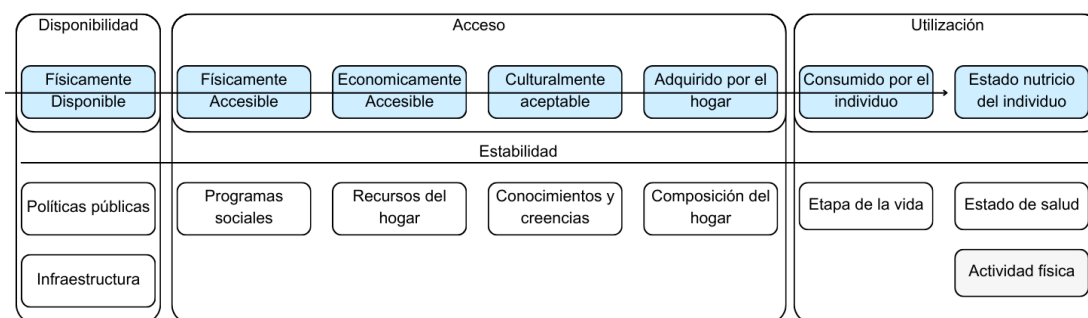 Disponibilidad
Acceso
Utilización
Físicamente
Disponible
Físicamente
Accesible
Economicamente
Accesible
Culturalmente
aceptable
Adquirido por el
hogar
Consumido por el
individuo
Estado nutricio
del individuo
Estabilidad
Políticas públicas
Programas
sociales
Recursos del
hogar
Conocimientos y
creencias
Composición del
hogar
Etapa de la vida
Estado de salud
Infraestructura
Actividad física